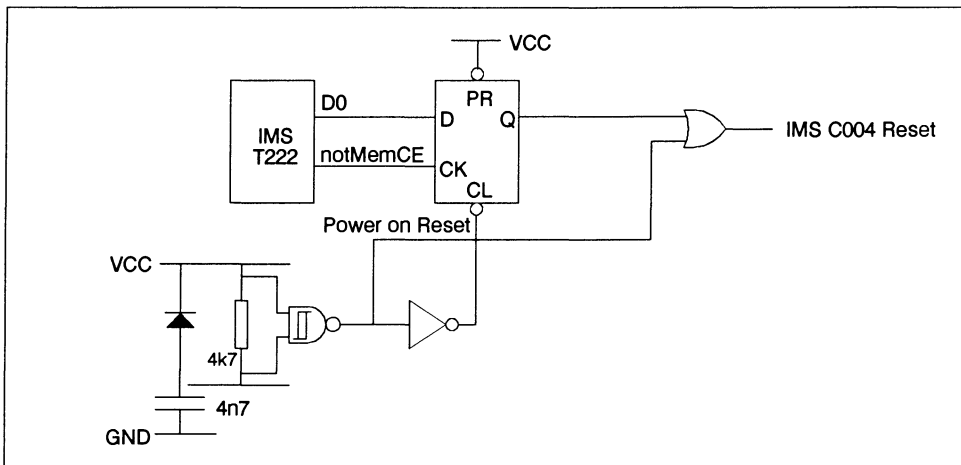 VCC
PR
D0
D
Q
IMS
T222
IMS C004 Reset
notMemCE
CK
CL
Power on Reset
VCC
4k7
4n7
GND